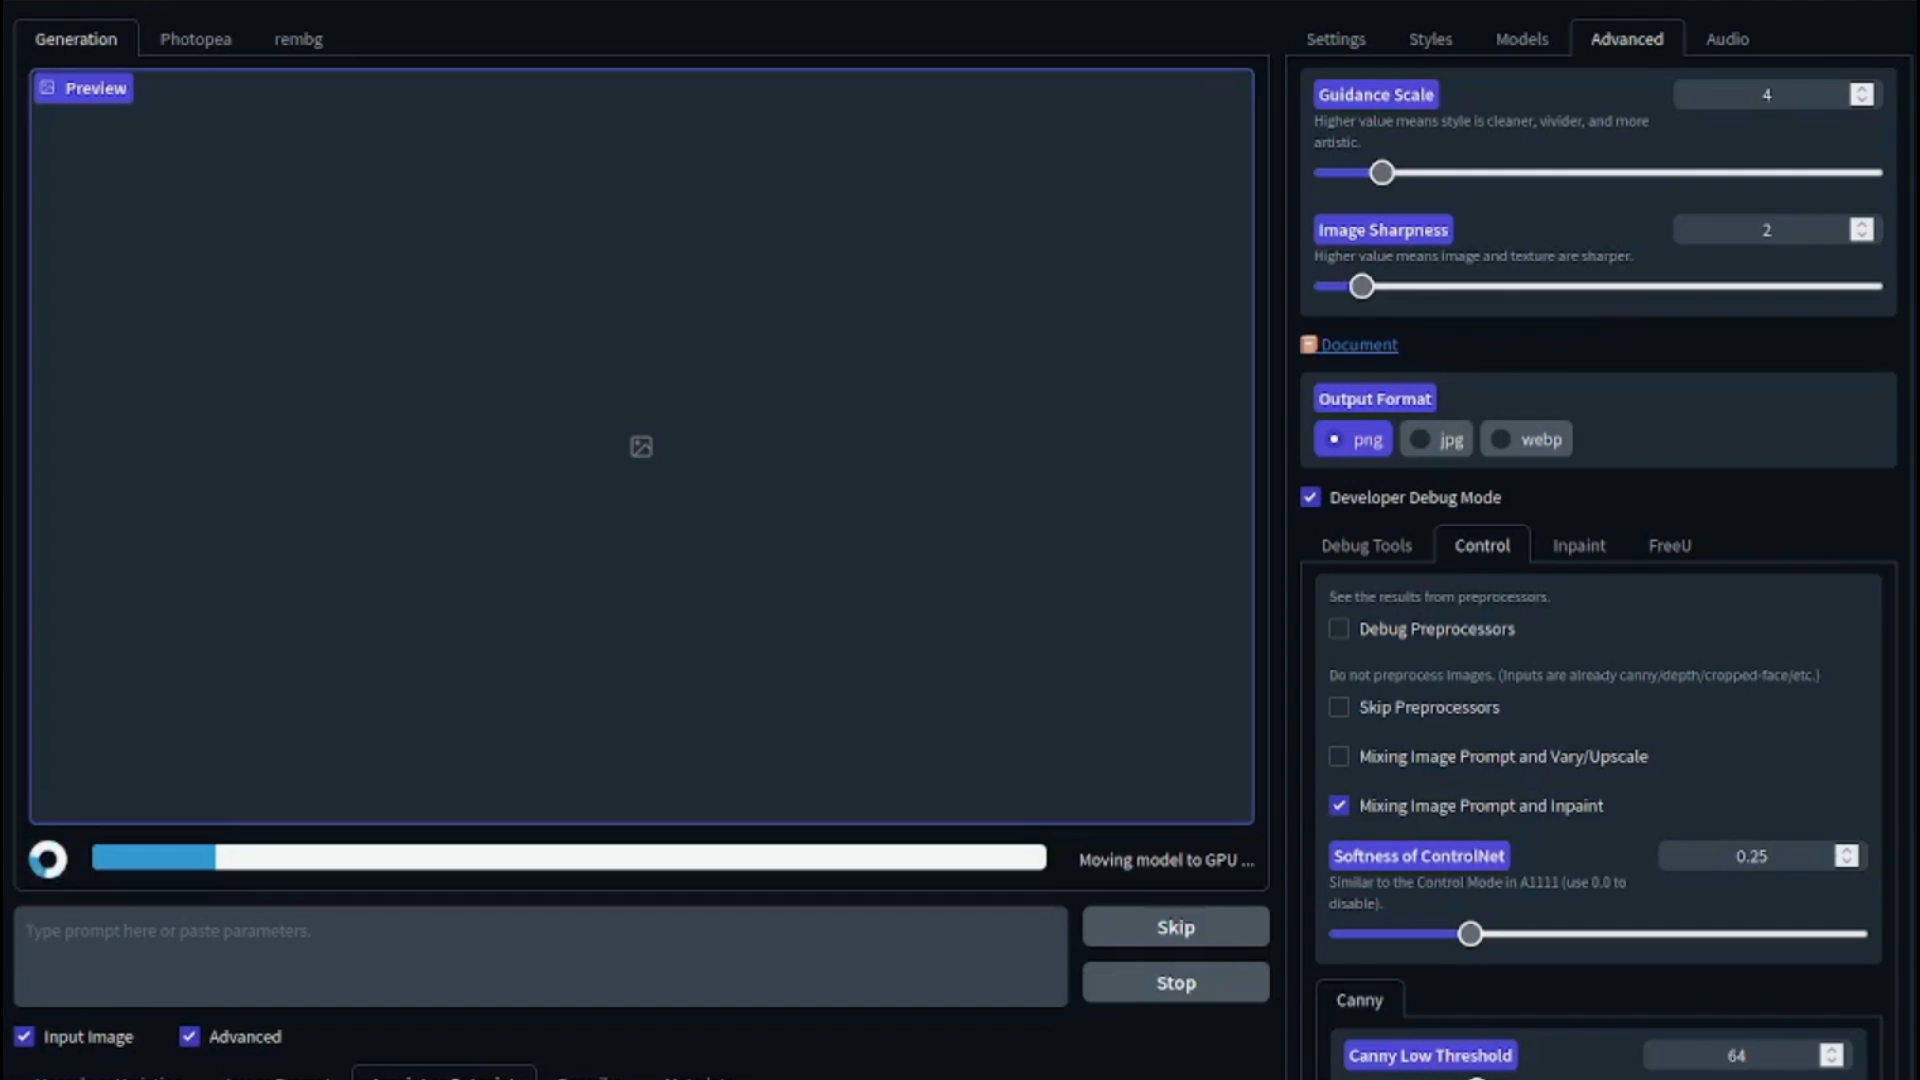 Generation Photopea rembg
Preview
Moving model to GPU ...
Type prompt here or paste parameters.
Skip
Stop
Input Image Advanced
Settings Styles Models Advanced Audio
Guidance Scale 4
Higher value means style is cleaner, vivider, and more
artistic.
Image Sharpness 2
Higher value means image and texture are sharper.
Document
Output Format
png jpg webp
Developer Debug Mode
Debug Tools Control Inpaint FreeU
See the results from preprocessors.
Debug Preprocessors
Do not preprocess images. (Inputs are already canny/depth/cropped-face/etc.)
Skip Preprocessors
Mixing Image Prompt and Vary/Upscale
Mixing Image Prompt and Inpaint
Softness of ControlNet 0.25
Similar to the Control Mode in A1111 (use 0.0 to
disable).
Canny
Canny Low Threshold 64